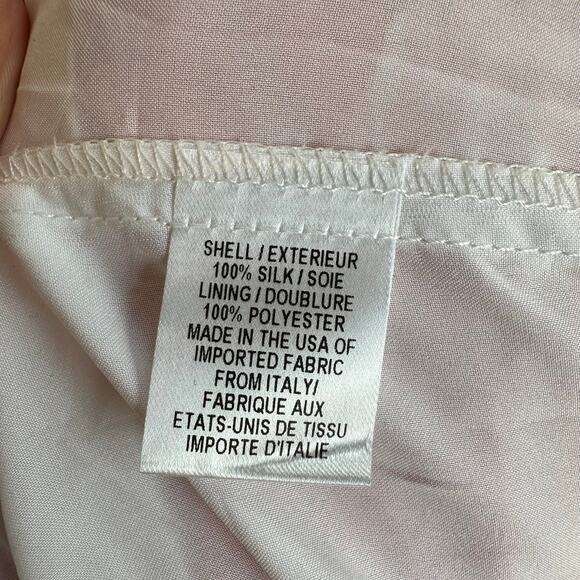 SHELL / EXTERIEUR
100% SILK / SOIE
LINING / DOUBLURE
100% POLYESTER
MADE IN THE USA OF
IMPORTED FABRIC
FROM ITALY/
FABRIQUE AUX
ETATS-UNIS DE TISSU
IMPORTE D'ITALIE